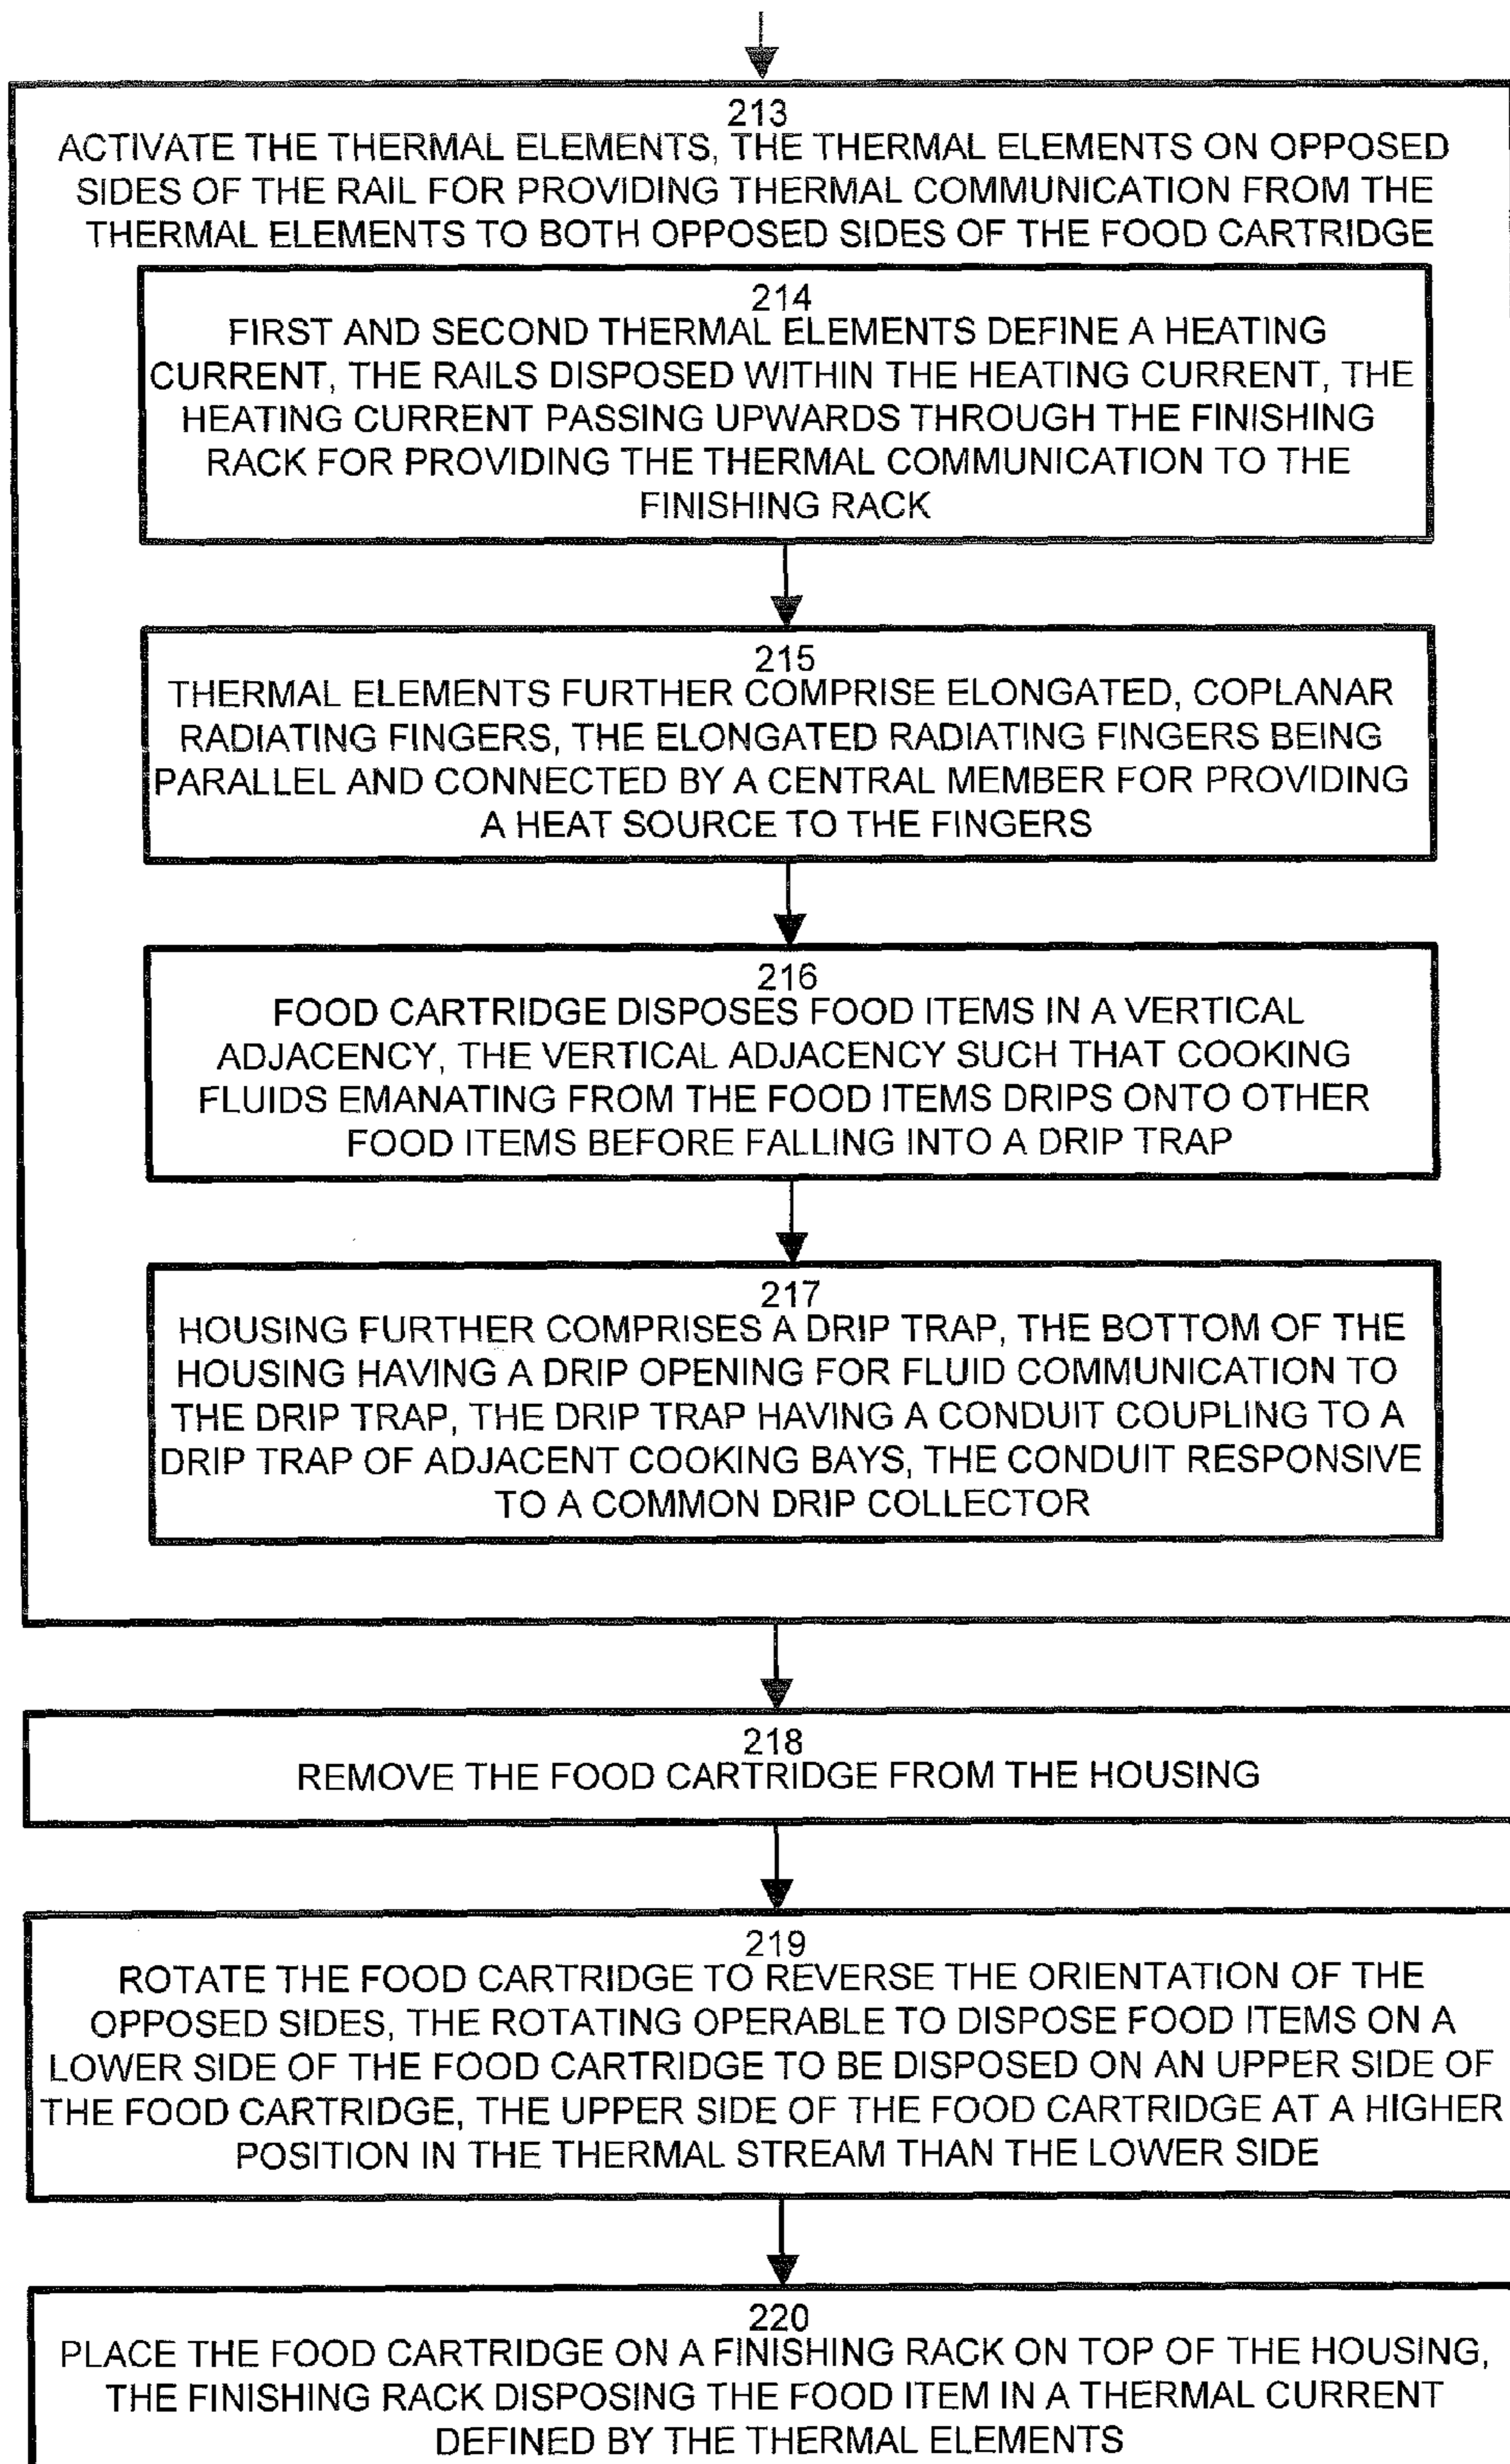 213
ACTIVATE THE THERMAL ELEMENTS, THE THERMAL ELEMENTS ON OPPOSED
SIDES OF THE RAIL FOR PROVIDING THERMAL COMMUNICATION FROM THE
THERMAL ELEMENTS TO BOTH OPPOSED SIDES OF THE FOOD CARTRIDGE
214
FIRST AND SECOND THERMAL ELEMENTS DEFINE A HEATING
CURRENT, THE RAILS DISPOSED WITHIN THE HEATING CURRENT, THE
HEATING CURRENT PASSING UPWARDS THROUGH THE FINISHING
RACK FOR PROVIDING THE THERMAL COMMUNICATION TO THE
FINISHING RACK
215
THERMAL ELEMENTS FURTHER COMPRISE ELONGATED, COPLANAR
RADIATING FINGERS, THE ELONGATED RADIATING FINGERS BEING
PARALLEL AND CONNECTED BY A CENTRAL MEMBER FOR PROVIDING
A HEAT SOURCE TO THE FINGERS
216
FOOD CARTRIDGE DISPOSES FOOD ITEMS IN A VERTICAL
ADJACENCY, THE VERTICAL ADJACENCY SUCH THAT COOKING
FLUIDS EMANATING FROM THE FOOD ITEMS DRIPS ONTO OTHER
FOOD ITEMS BEFORE FALLING INTO A DRIP TRAP
217
HOUSING FURTHER COMPRISES A DRIP TRAP, THE BOTTOM OF THE
HOUSING HAVING A DRIP OPENING FOR FLUID COMMUNICATION TO
THE DRIP TRAP, THE DRIP TRAP HAVING A CONDUIT COUPLING TO A
DRIP TRAP OF ADJACENT COOKING BAYS, THE CONDUIT RESPONSIVE
TO A COMMON DRIP COLLECTOR
218
REMOVE THE FOOD CARTRIDGE FROM THE HOUSING
219
ROTATE THE FOOD CARTRIDGE TO REVERSE THE ORIENTATION OF THE
OPPOSED SIDES, THE ROTATING OPERABLE TO DISPOSE FOOD ITEMS ON A
LOWER SIDE OF THE FOOD CARTRIDGE TO BE DISPOSED ON AN UPPER SIDE OF
THE FOOD CARTRIDGE, THE UPPER SIDE OF THE FOOD CARTRIDGE AT A HIGHER
POSITION IN THE THERMAL STREAM THAN THE LOWER SIDE
220
PLACE THE FOOD CARTRIDGE ON A FINISHING RACK ON TOP OF THE HOUSING,
THE FINISHING RACK DISPOSING THE FOOD ITEM IN A THERMAL CURRENT
DEFINED BY THE THERMAL ELEMENTS